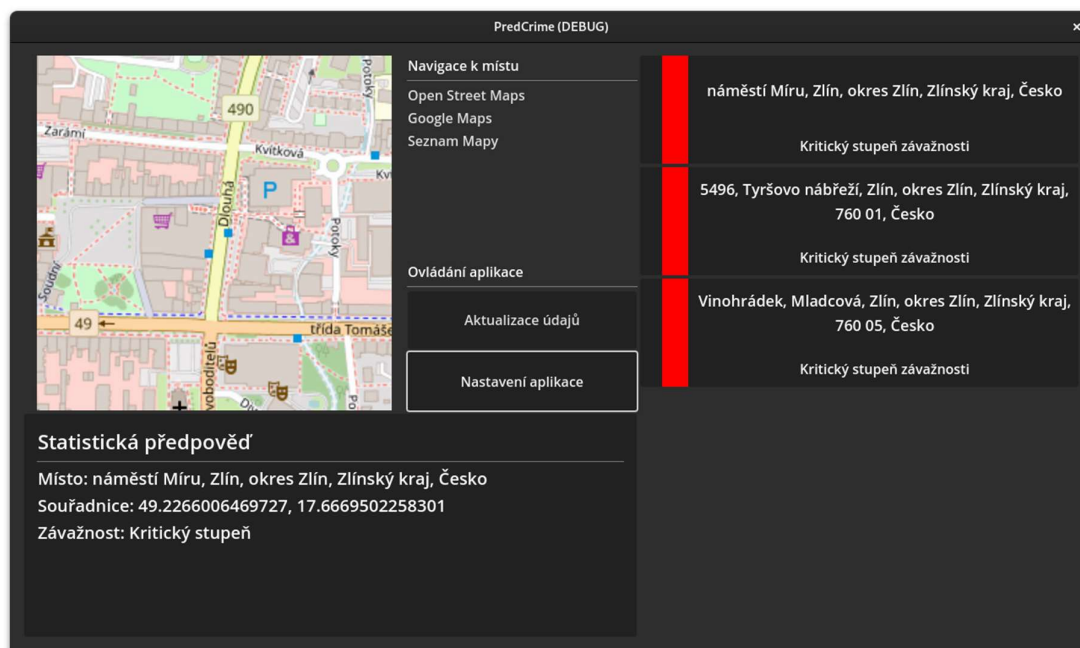 PredCrime (DEBUG)
490
Zarámí
Kvítková
Potoky
P
Dlouhá
Potoky
Soudní
49
třída Tomáše
Navigace k místu
Open Street Maps
Google Maps
Seznam Mapy
Ovládání aplikace
Aktualizace údajů
Nastavení aplikace
náměstí Míru, Zlín, okres Zlín, Zlínský kraj, Česko
Kritický stupeň závažnosti
5496, Tyršovo nábřeží, Zlín, okres Zlín, Zlínský kraj,
760 01, Česko
Kritický stupeň závažnosti
Vinohrádek, Mladcová, Zlín, okres Zlín, Zlínský kraj,
760 05, Česko
Kritický stupeň závažnosti
Statistická předpověď
Místo: náměstí Míru, Zlín, okres Zlín, Zlínský kraj, Česko
Souřadnice: 49.2266006469727, 17.6669502258301
Závažnost: Kritický stupeň